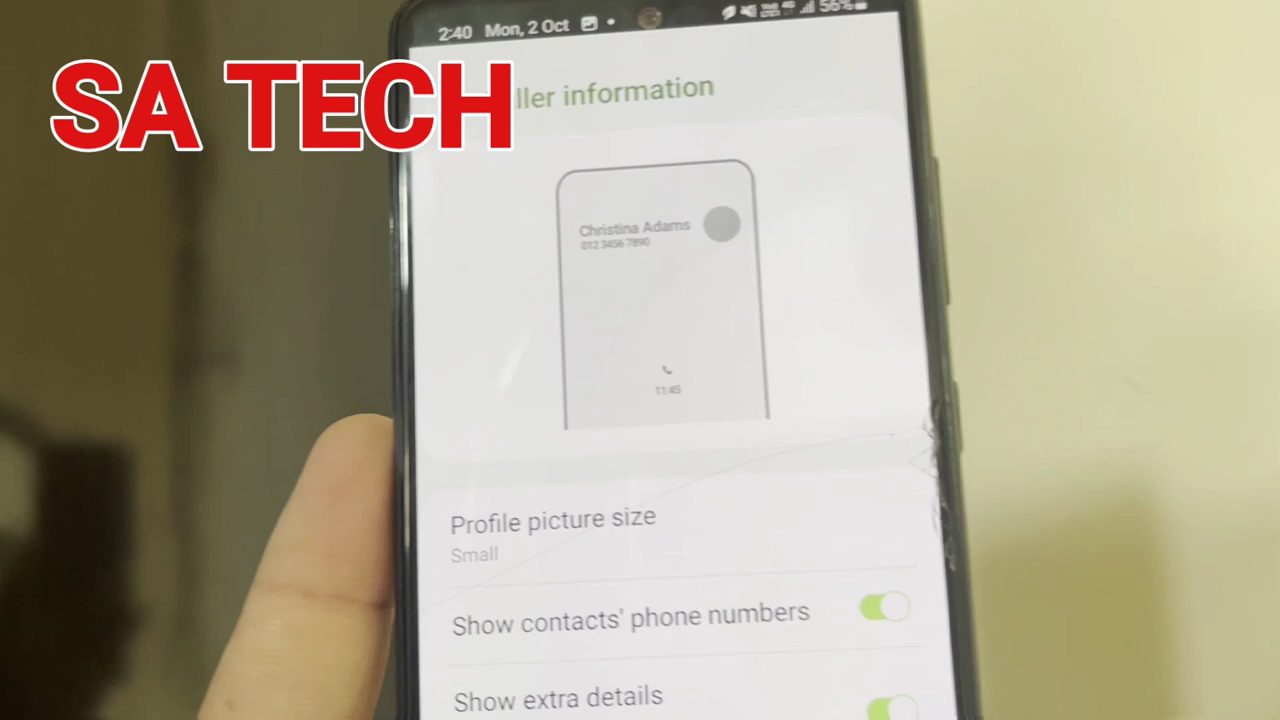 2:40 Mon, 2 Oct 56%
SA TECH
ller information
Christina Adams
012 3456 7890
11:45
Profile picture size
Small
Show contacts' phone numbers
Show extra details